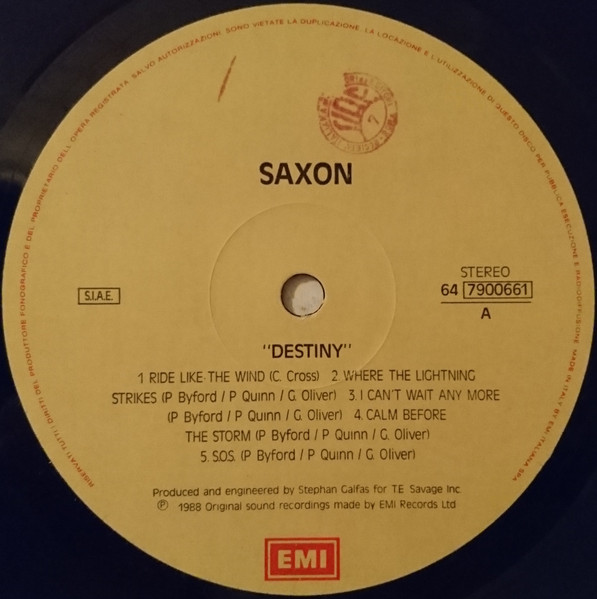 RISERVATI TUTTI I DIRITTI DEL PRODUTTORE FONOGRAFICO E DEL PROPRIETARIO DELL'OPERA REGISTRATA. SALVO AUTORIZZAZIONI, SONO VIETATE LA DUPLICAZIONE, LA LOCAZIONE E L'UTILIZZAZIONE DI QUESTO DISCO PER PUBBLICA ESECUZIONE E RADIODIFFUSIONE. MADE IN ITALY BY EMI ITALIANA SPA
7
SAXON
S.I.A.E.
STEREO
64 7900661
A
"DESTINY"
1 RIDE LIKE THE WIND (C. Cross) 2 WHERE THE LIGHTNING
STRIKES (P Byford / P Quinn / G. Oliver) 3. I CAN'T WAIT ANY MORE
(P Byford / P Quinn / G. Oliver) 4. CALM BEFORE
THE STORM (P Byford / P Quinn / G. Oliver)
5. S.O.S. (P Byford / P Quinn / G. Oliver)
Produced and engineered by Stephan Galfas for T.E. Savage Inc.
℗ 1988 Original sound recordings made by EMI Records Ltd
EMI